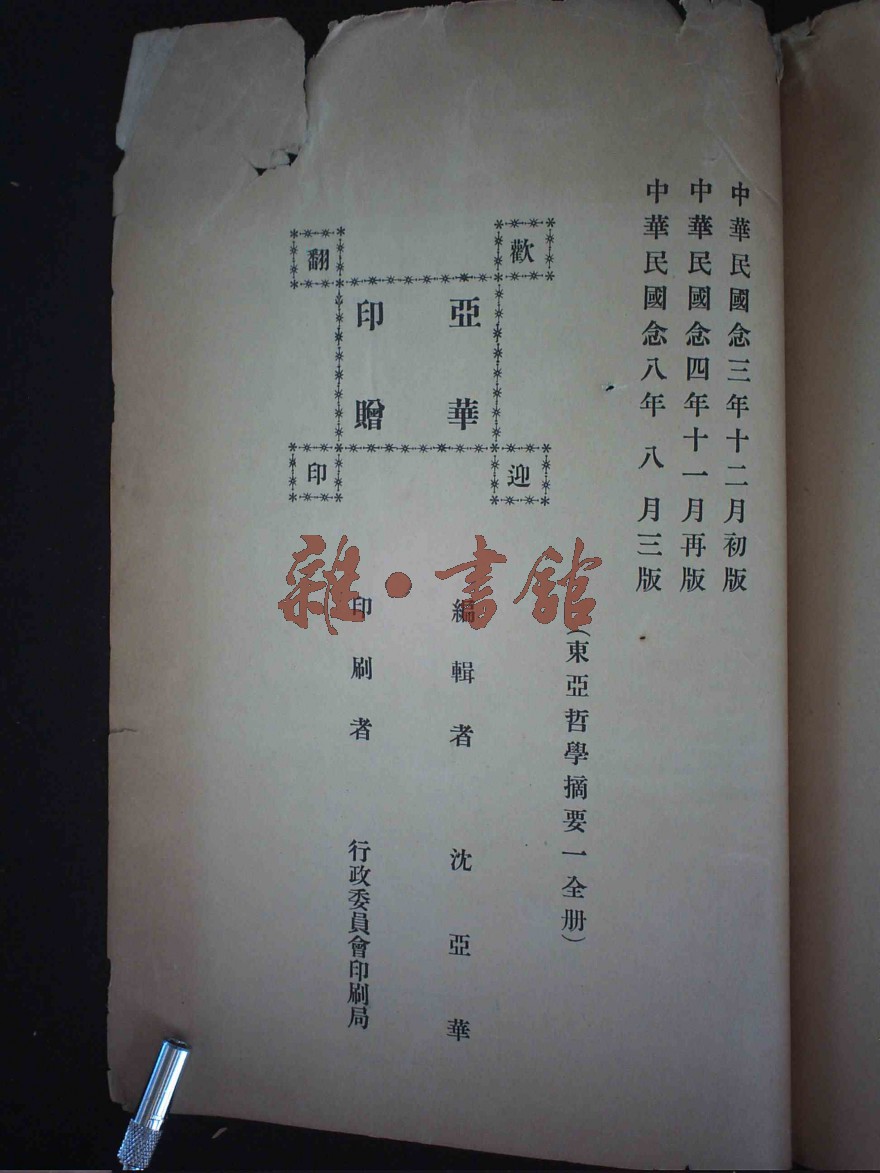 中華民國念三年十二月初版
中華民國念四年十一月再版
中華民國念八年八月三版
(東亞哲學摘要一全册)
歡迎
亞華
印贈
翻印
編輯者 沈亞華
印刷者 行政委員會印刷局
雜·書館